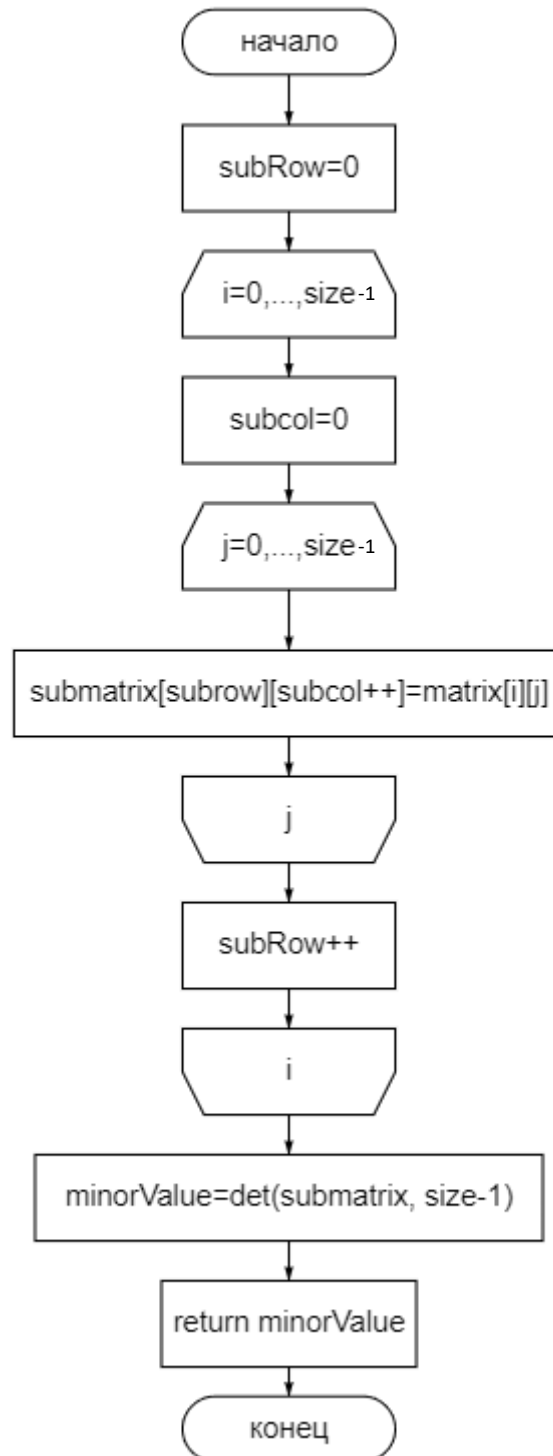 начало
subRow=0
i=0,...,size-1
subcol=0
j=0,...,size-1
submatrix[subrow][subcol++]=matrix[i][j]
j
subRow++
i
minorValue=det(submatrix, size-1)
return minorValue
конец